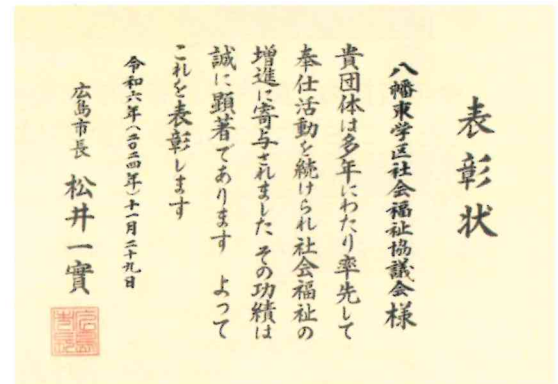 表彰状
八幡東学区社会福祉協議会様
貴団体は多年にわたり率先して
奉仕活動を続けられ社会福祉の
増進に寄与されました その功績は
誠に顕著であります よって
これを表彰します
令和六年(二〇二四年)十一月二十九日
広島市長 松井一實
広島市長